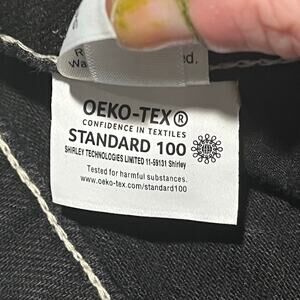 OEKO-TEX®
CONFIDENCE IN TEXTILES
STANDARD 100
SHIRLEY TECHNOLOGIES LIMITED 11-59131 Shirley
Tested for harmful substances.
www.oeko-tex.com/standard100